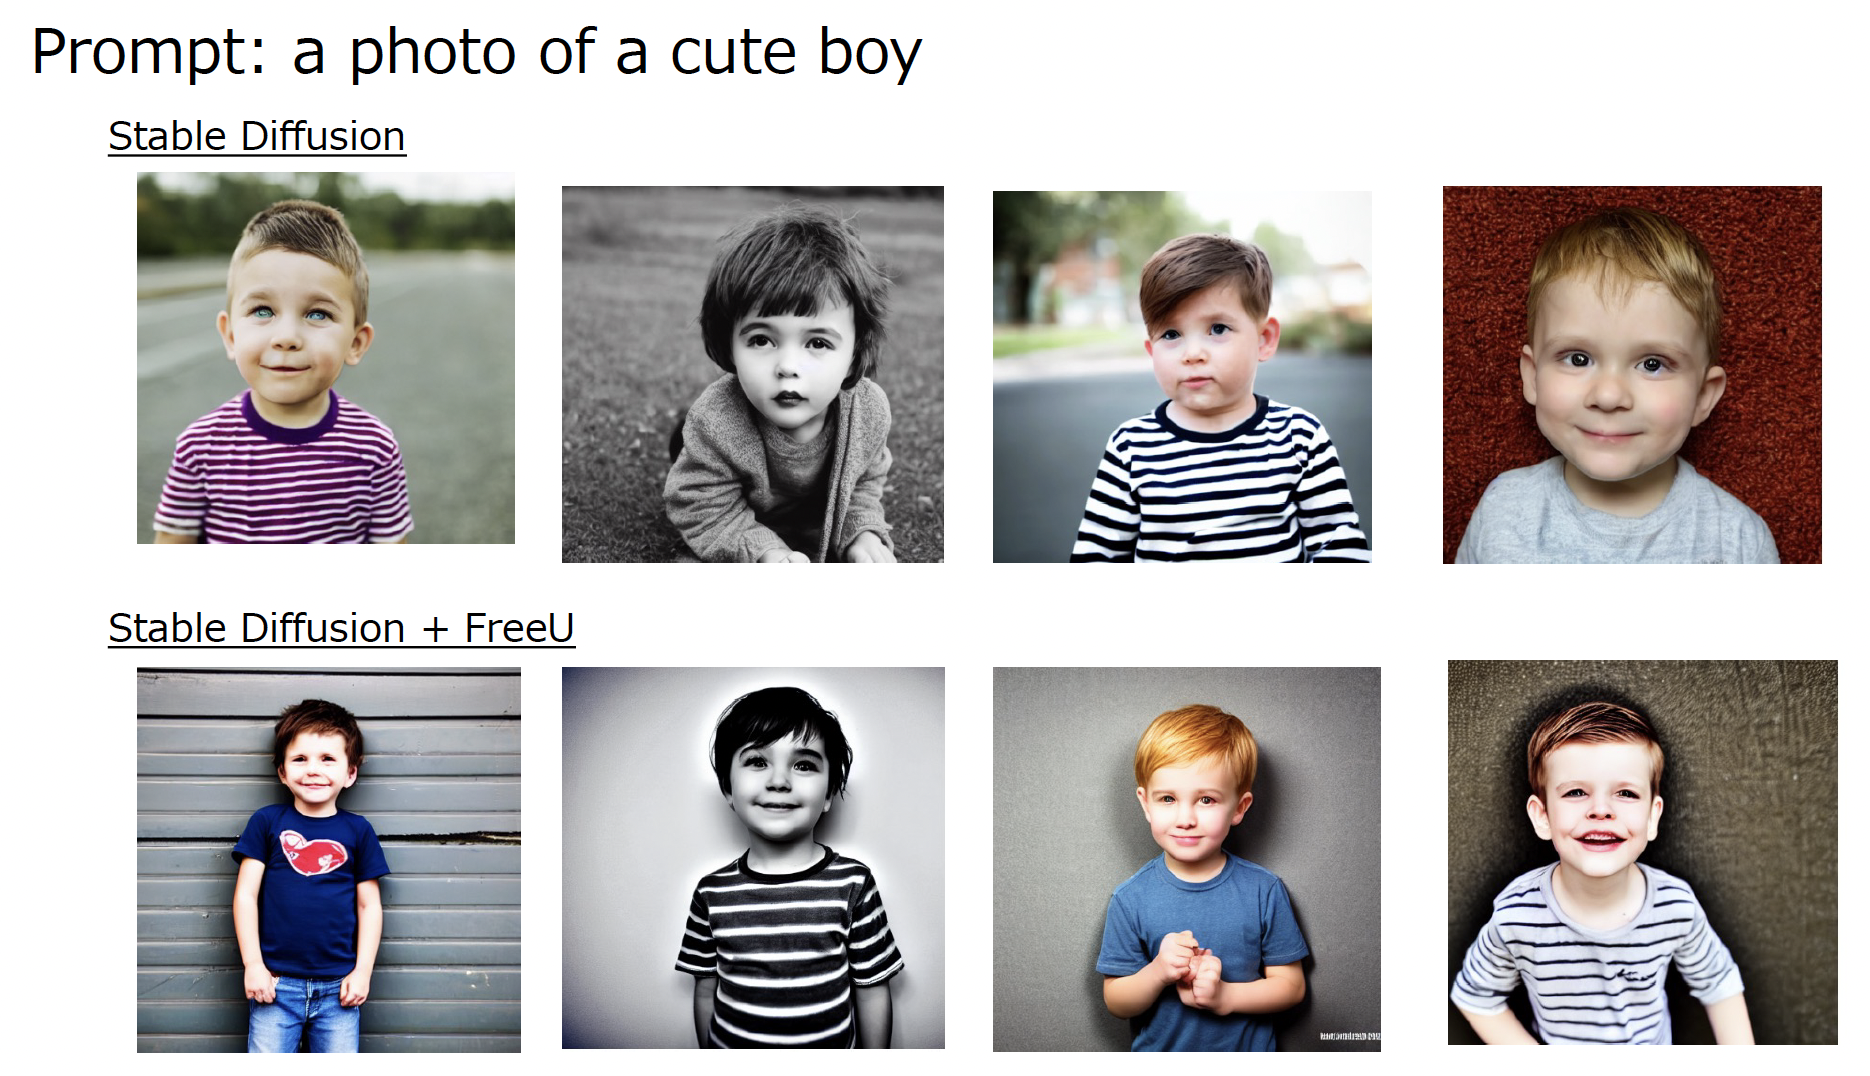 Prompt: a photo of a cute boy
Stable Diffusion
Stable Diffusion + FreeU